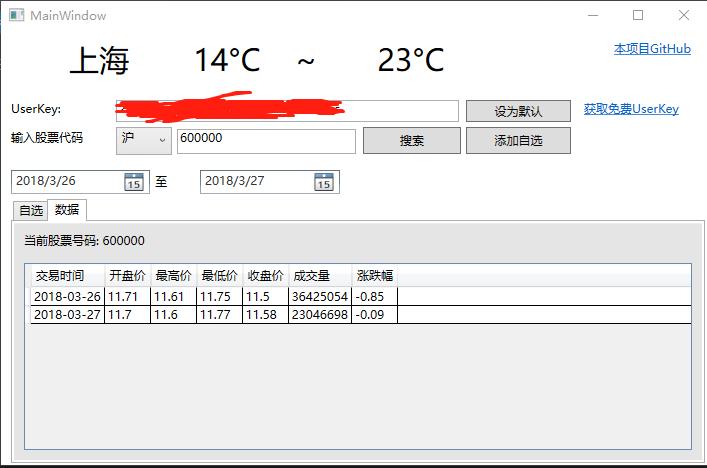 MainWindow
上海 14°C ~ 23°C 本项目GitHub
UserKey: 设为默认 获取免费UserKey
输入股票代码 沪 600000 搜索 添加自选
2018/3/26 15 至 2018/3/27 15
自选 数据
当前股票号码: 600000
交易时间 开盘价 最高价 最低价 收盘价 成交量 涨跌幅
2018-03-26 11.71 11.61 11.75 11.5 36425054 -0.85
2018-03-27 11.7 11.6 11.77 11.58 23046698 -0.09